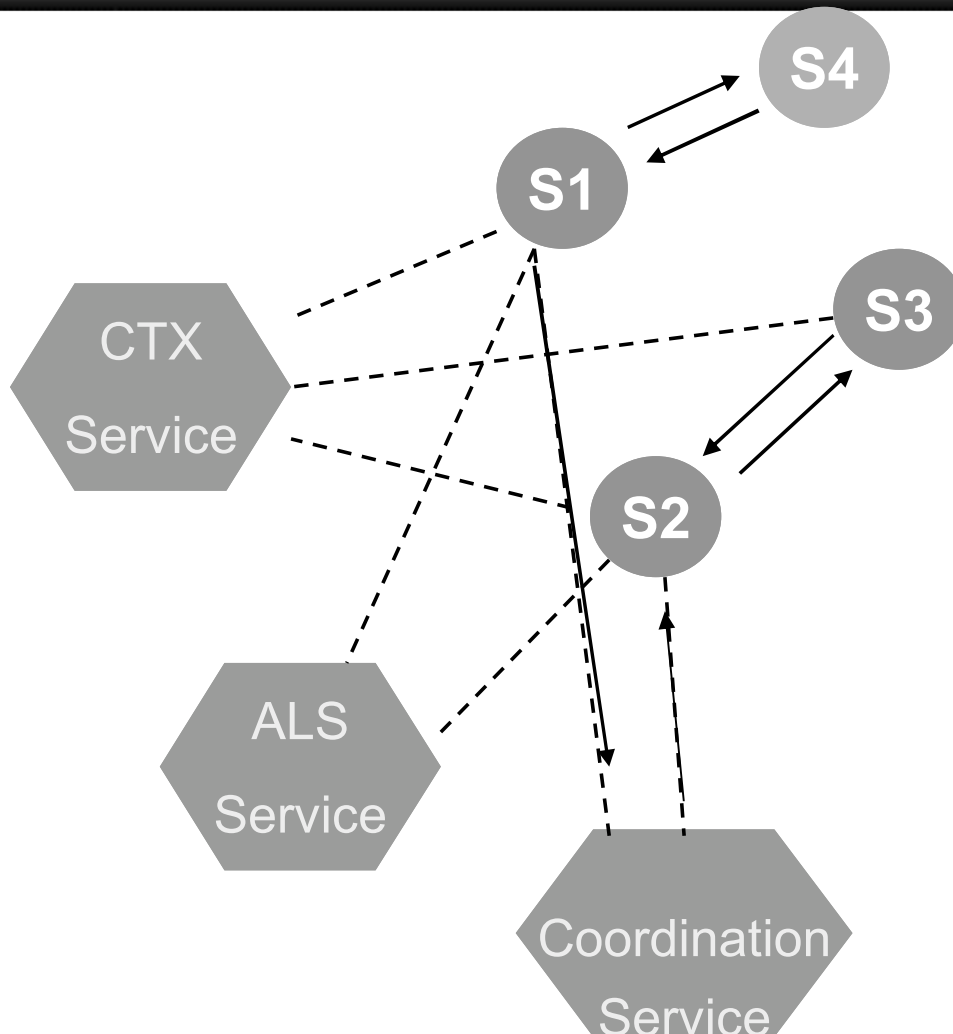 S4
S1
S3
CTX
Service
S2
ALS
Service
Coordination
Service